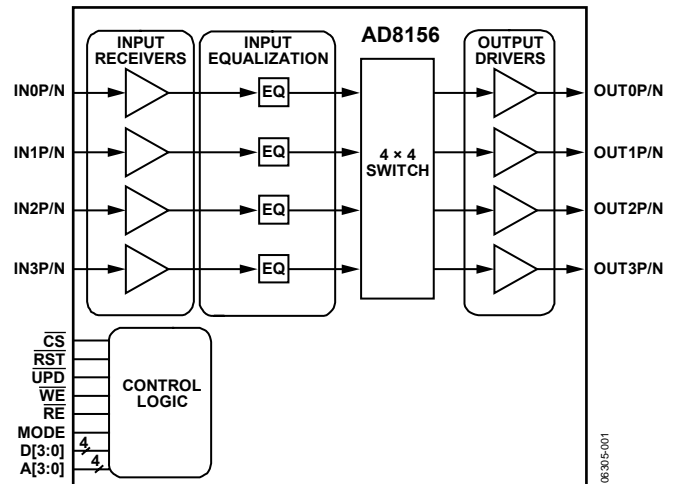 AD8156
INPUT
RECEIVERS
INPUT
EQUALIZATION
OUTPUT
DRIVERS
IN0P/N
EQ
OUT0P/N
IN1P/N
EQ
4 × 4
SWITCH
OUT1P/N
IN2P/N
EQ
OUT2P/N
IN3P/N
EQ
OUT3P/N
CS
RST
UPD
WE
RE
MODE
D[3:0]
4
A[3:0]
4
CONTROL
LOGIC
06305-001